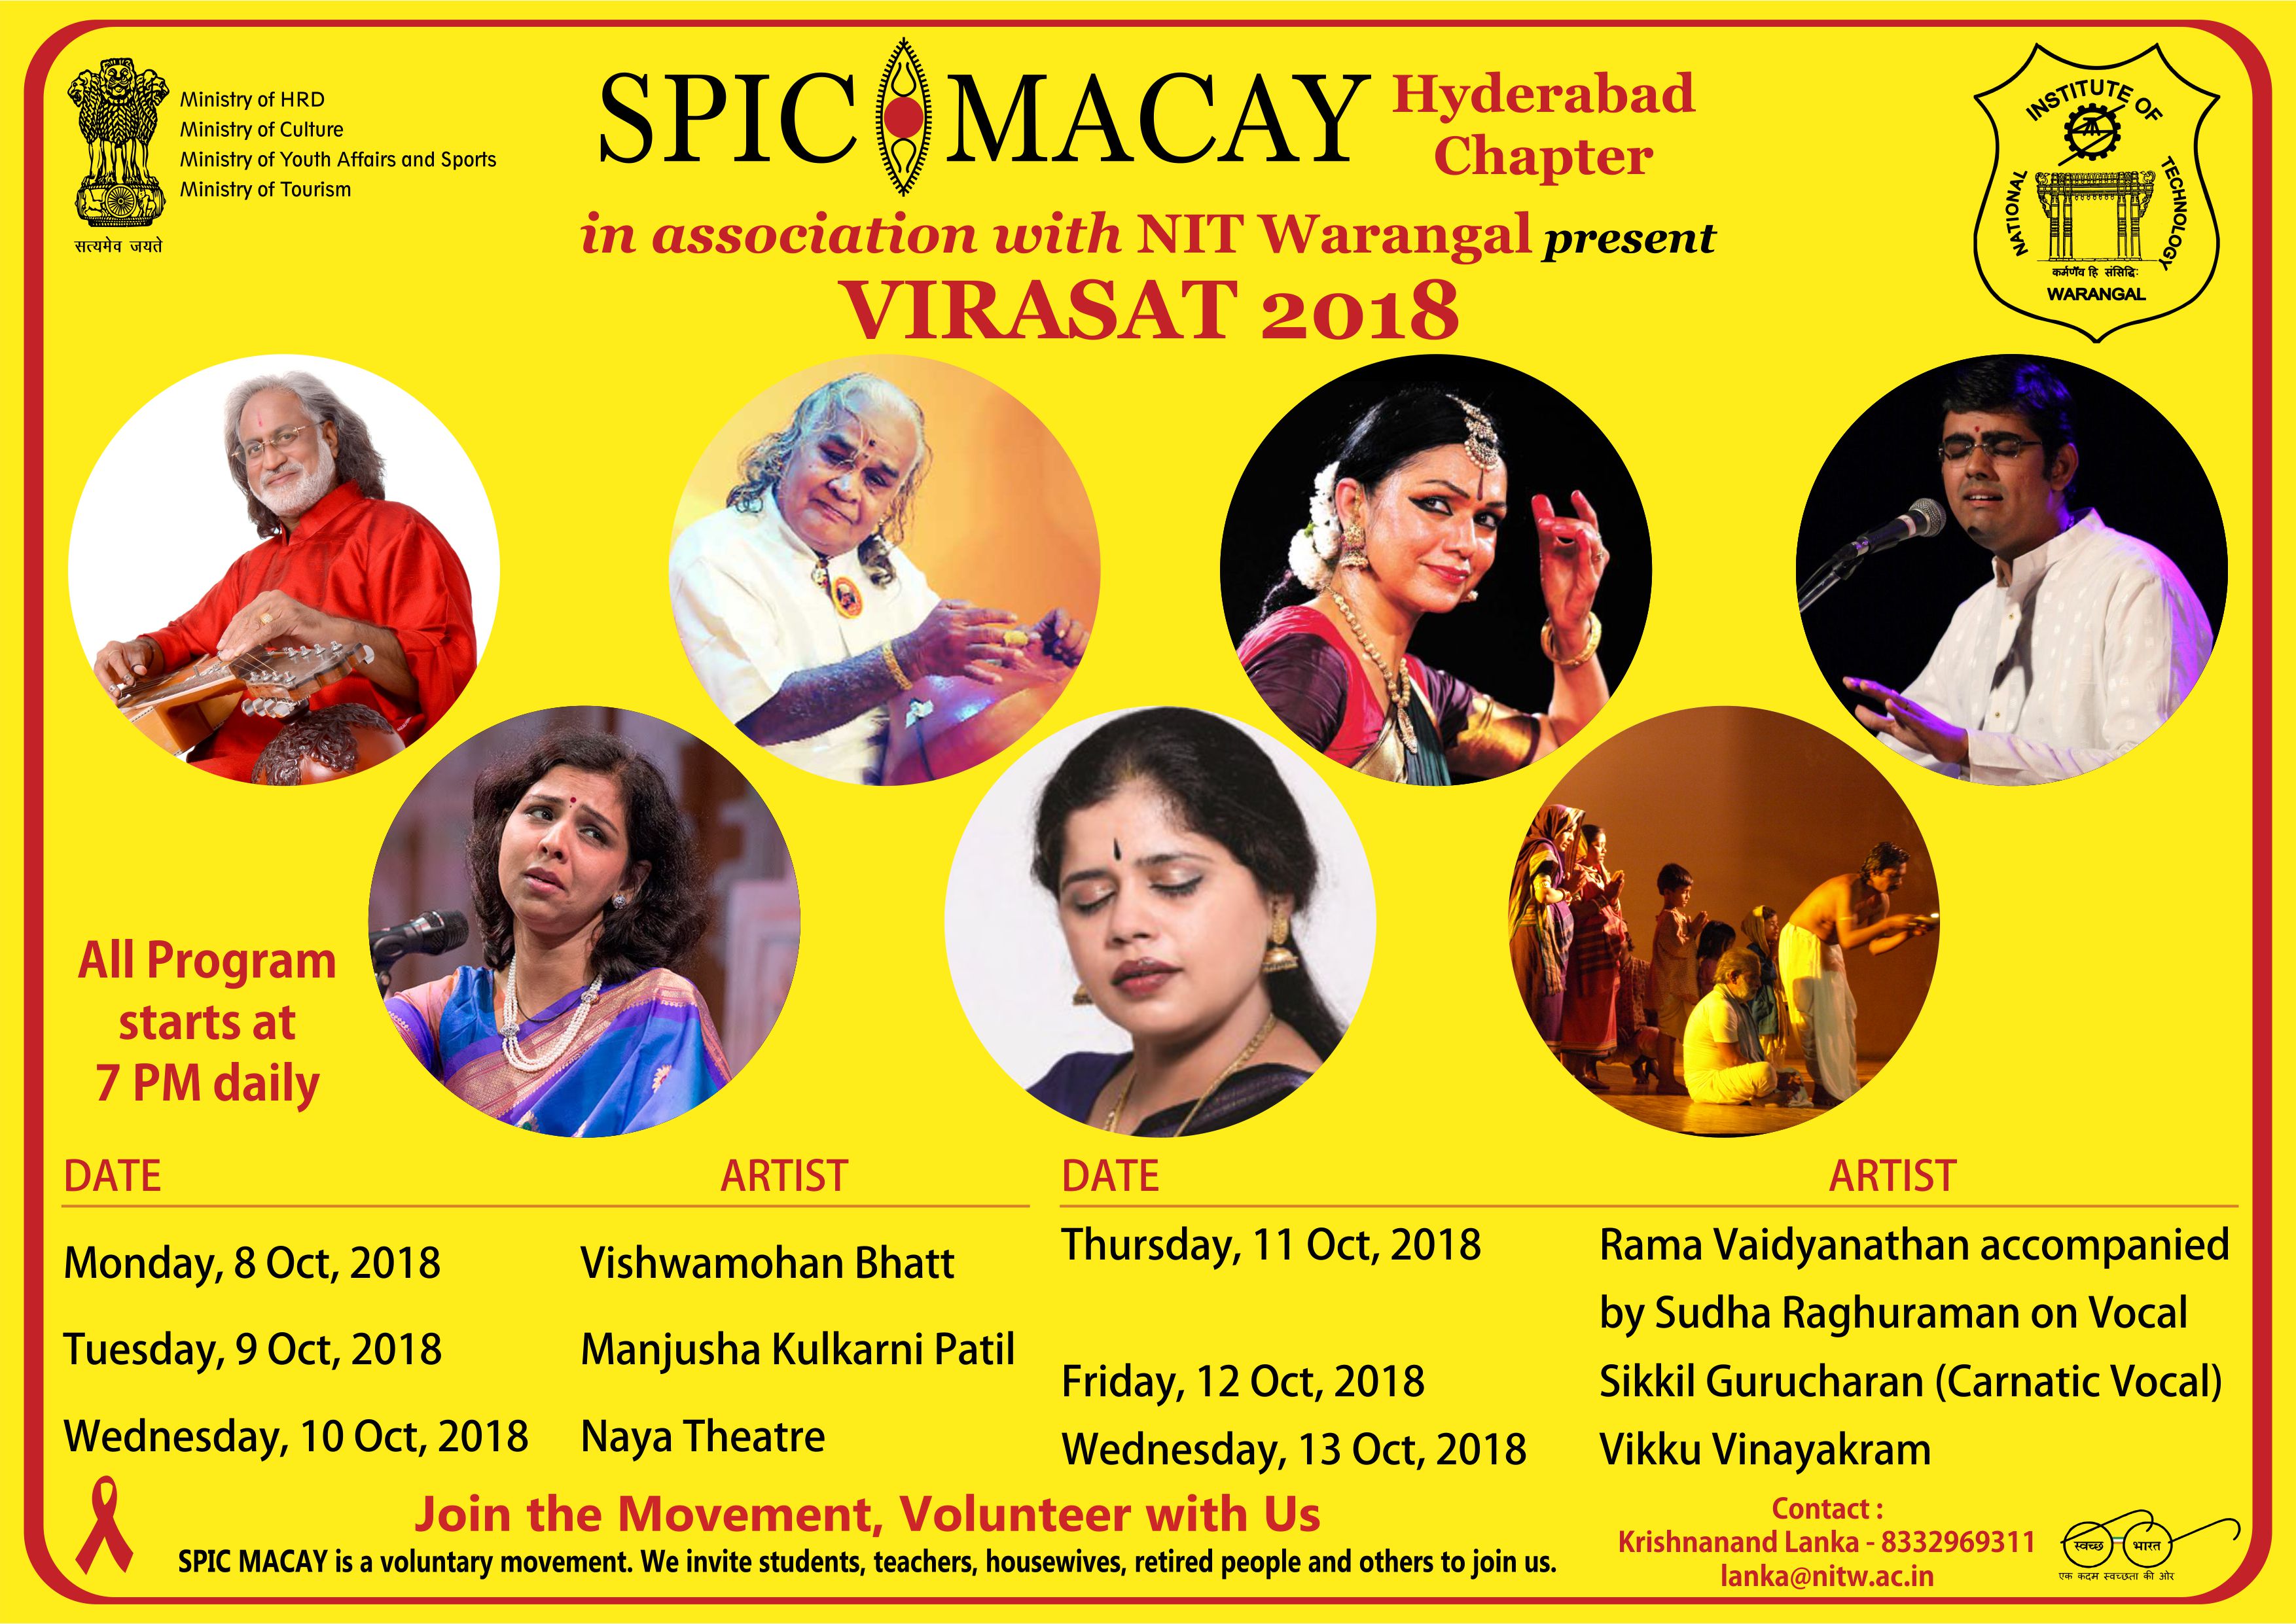 सत्यमेव जयते
Ministry of HRD
Ministry of Culture
Ministry of Youth Affairs and Sports
Ministry of Tourism
SPIC MACAY
Hyderabad
Chapter
in association with NIT Warangal present
VIRASAT 2018
NATIONAL INSTITUTE OF TECHNOLOGY
कर्मणैव हि संसिद्धिः
WARANGAL
All Program
starts at
7 PM daily
DATE ARTIST
Monday, 8 Oct, 2018 Vishwamohan Bhatt
Tuesday, 9 Oct, 2018 Manjusha Kulkarni Patil
Wednesday, 10 Oct, 2018 Naya Theatre
DATE ARTIST
Thursday, 11 Oct, 2018 Rama Vaidyanathan accompanied
by Sudha Raghuraman on Vocal
Friday, 12 Oct, 2018 Sikkil Gurucharan (Carnatic Vocal)
Wednesday, 13 Oct, 2018 Vikku Vinayakram
Join the Movement, Volunteer with Us
SPIC MACAY is a voluntary movement. We invite students, teachers, housewives, retired people and others to join us.
Contact :
Krishnanand Lanka - 8332969311
lanka@nitw.ac.in
स्वच्छ भारत
एक कदम स्वच्छता की ओर